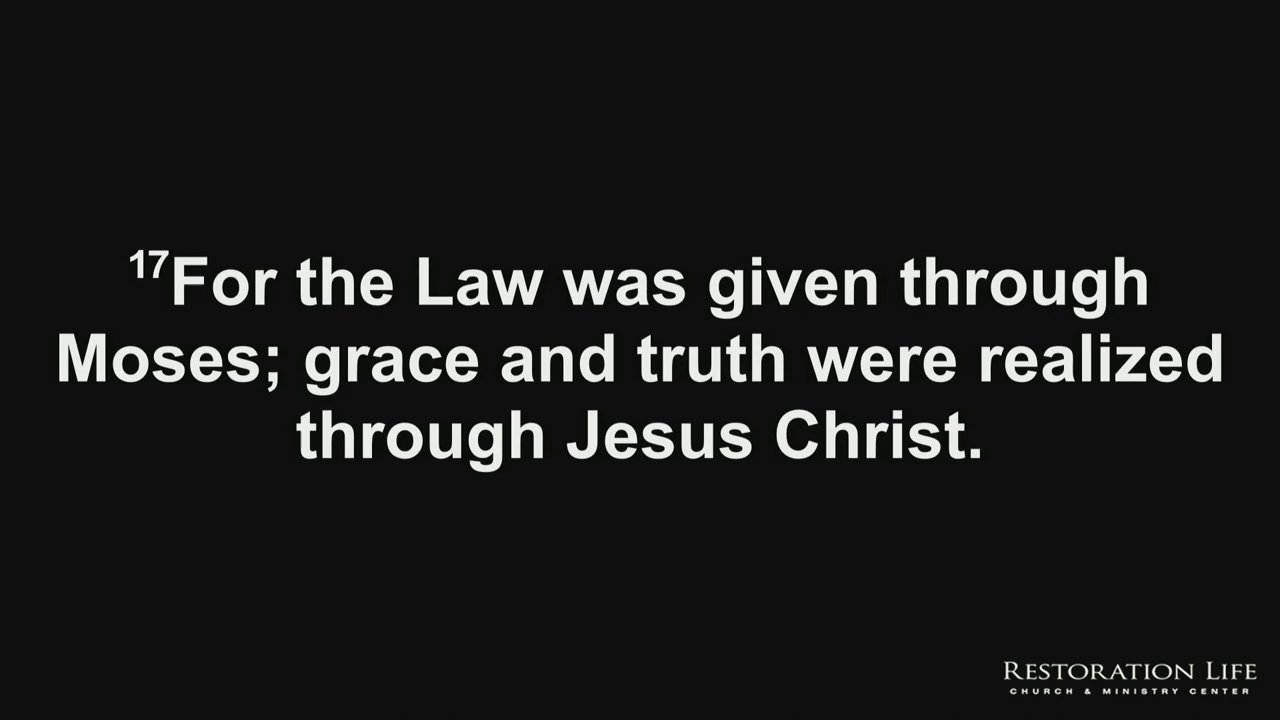 17For the Law was given through
Moses; grace and truth were realized
through Jesus Christ.
RESTORATION LIFE
CHURCH & MINISTRY CENTER